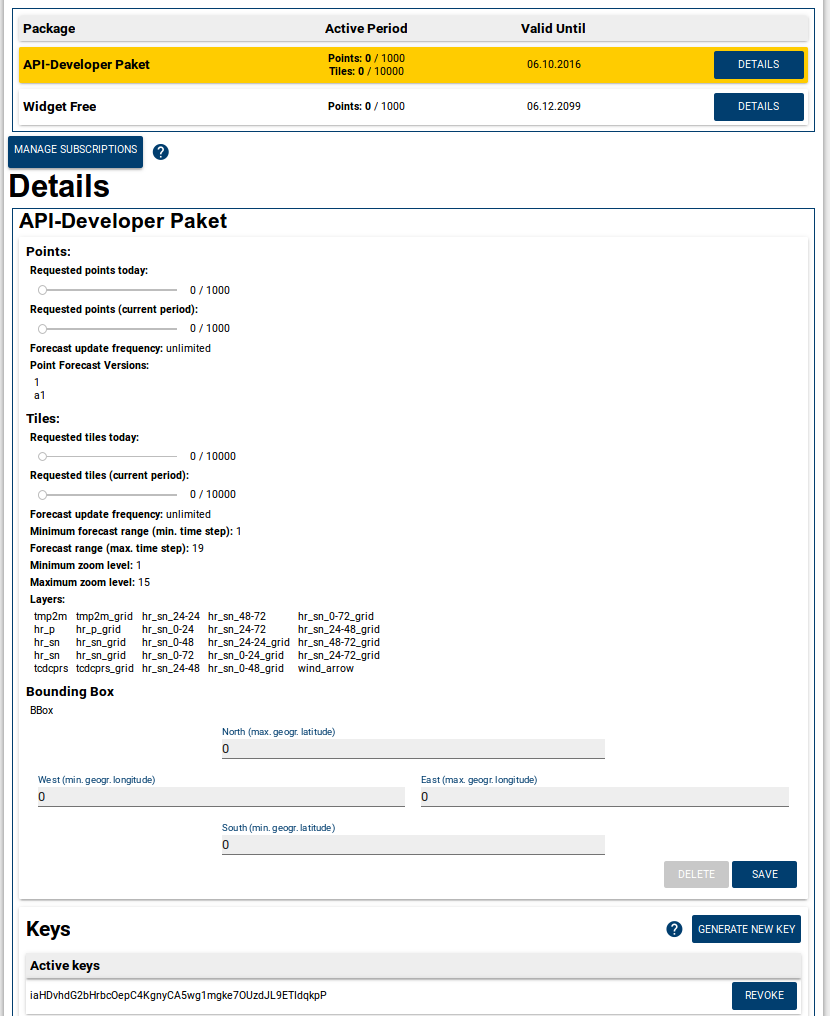 Package Active Period Valid Until
API-Developer Paket Points: 0 / 1000 Tiles: 0 / 10000 06.10.2016 DETAILS
Widget Free Points: 0 / 1000 06.12.2099 DETAILS
MANAGE SUBSCRIPTIONS ?
Details
API-Developer Paket
Points:
Requested points today:
0 / 1000
Requested points (current period):
0 / 1000
Forecast update frequency: unlimited
Point Forecast Versions:
1
a1
Tiles:
Requested tiles today:
0 / 10000
Requested tiles (current period):
0 / 10000
Forecast update frequency: unlimited
Minimum forecast range (min. time step): 1
Forecast range (max. time step): 19
Minimum zoom level: 1
Maximum zoom level: 15
Layers:
tmp2m tmp2m_grid hr_sn_24-24 hr_sn_48-72 hr_sn_0-72_grid
hr_p hr_p_grid hr_sn_0-24 hr_sn_24-72 hr_sn_24-48_grid
hr_sn hr_sn_grid hr_sn_0-48 hr_sn_24-24_grid hr_sn_48-72_grid
hr_sn hr_sn_grid hr_sn_0-72 hr_sn_0-24_grid hr_sn_24-72_grid
tcdcprs tcdcprs_grid hr_sn_24-48 hr_sn_0-48_grid wind_arrow
Bounding Box
BBox
North (max. geogr. latitude)
0
West (min. geogr. longitude) East (max. geogr. longitude)
0 0
South (min. geogr. latitude)
0
DELETE SAVE
Keys ? GENERATE NEW KEY
Active keys
iaHDvhdG2bHrbcOepC4KgnyCA5wg1mgke7OUzdJL9ETldqkpP REVOKE